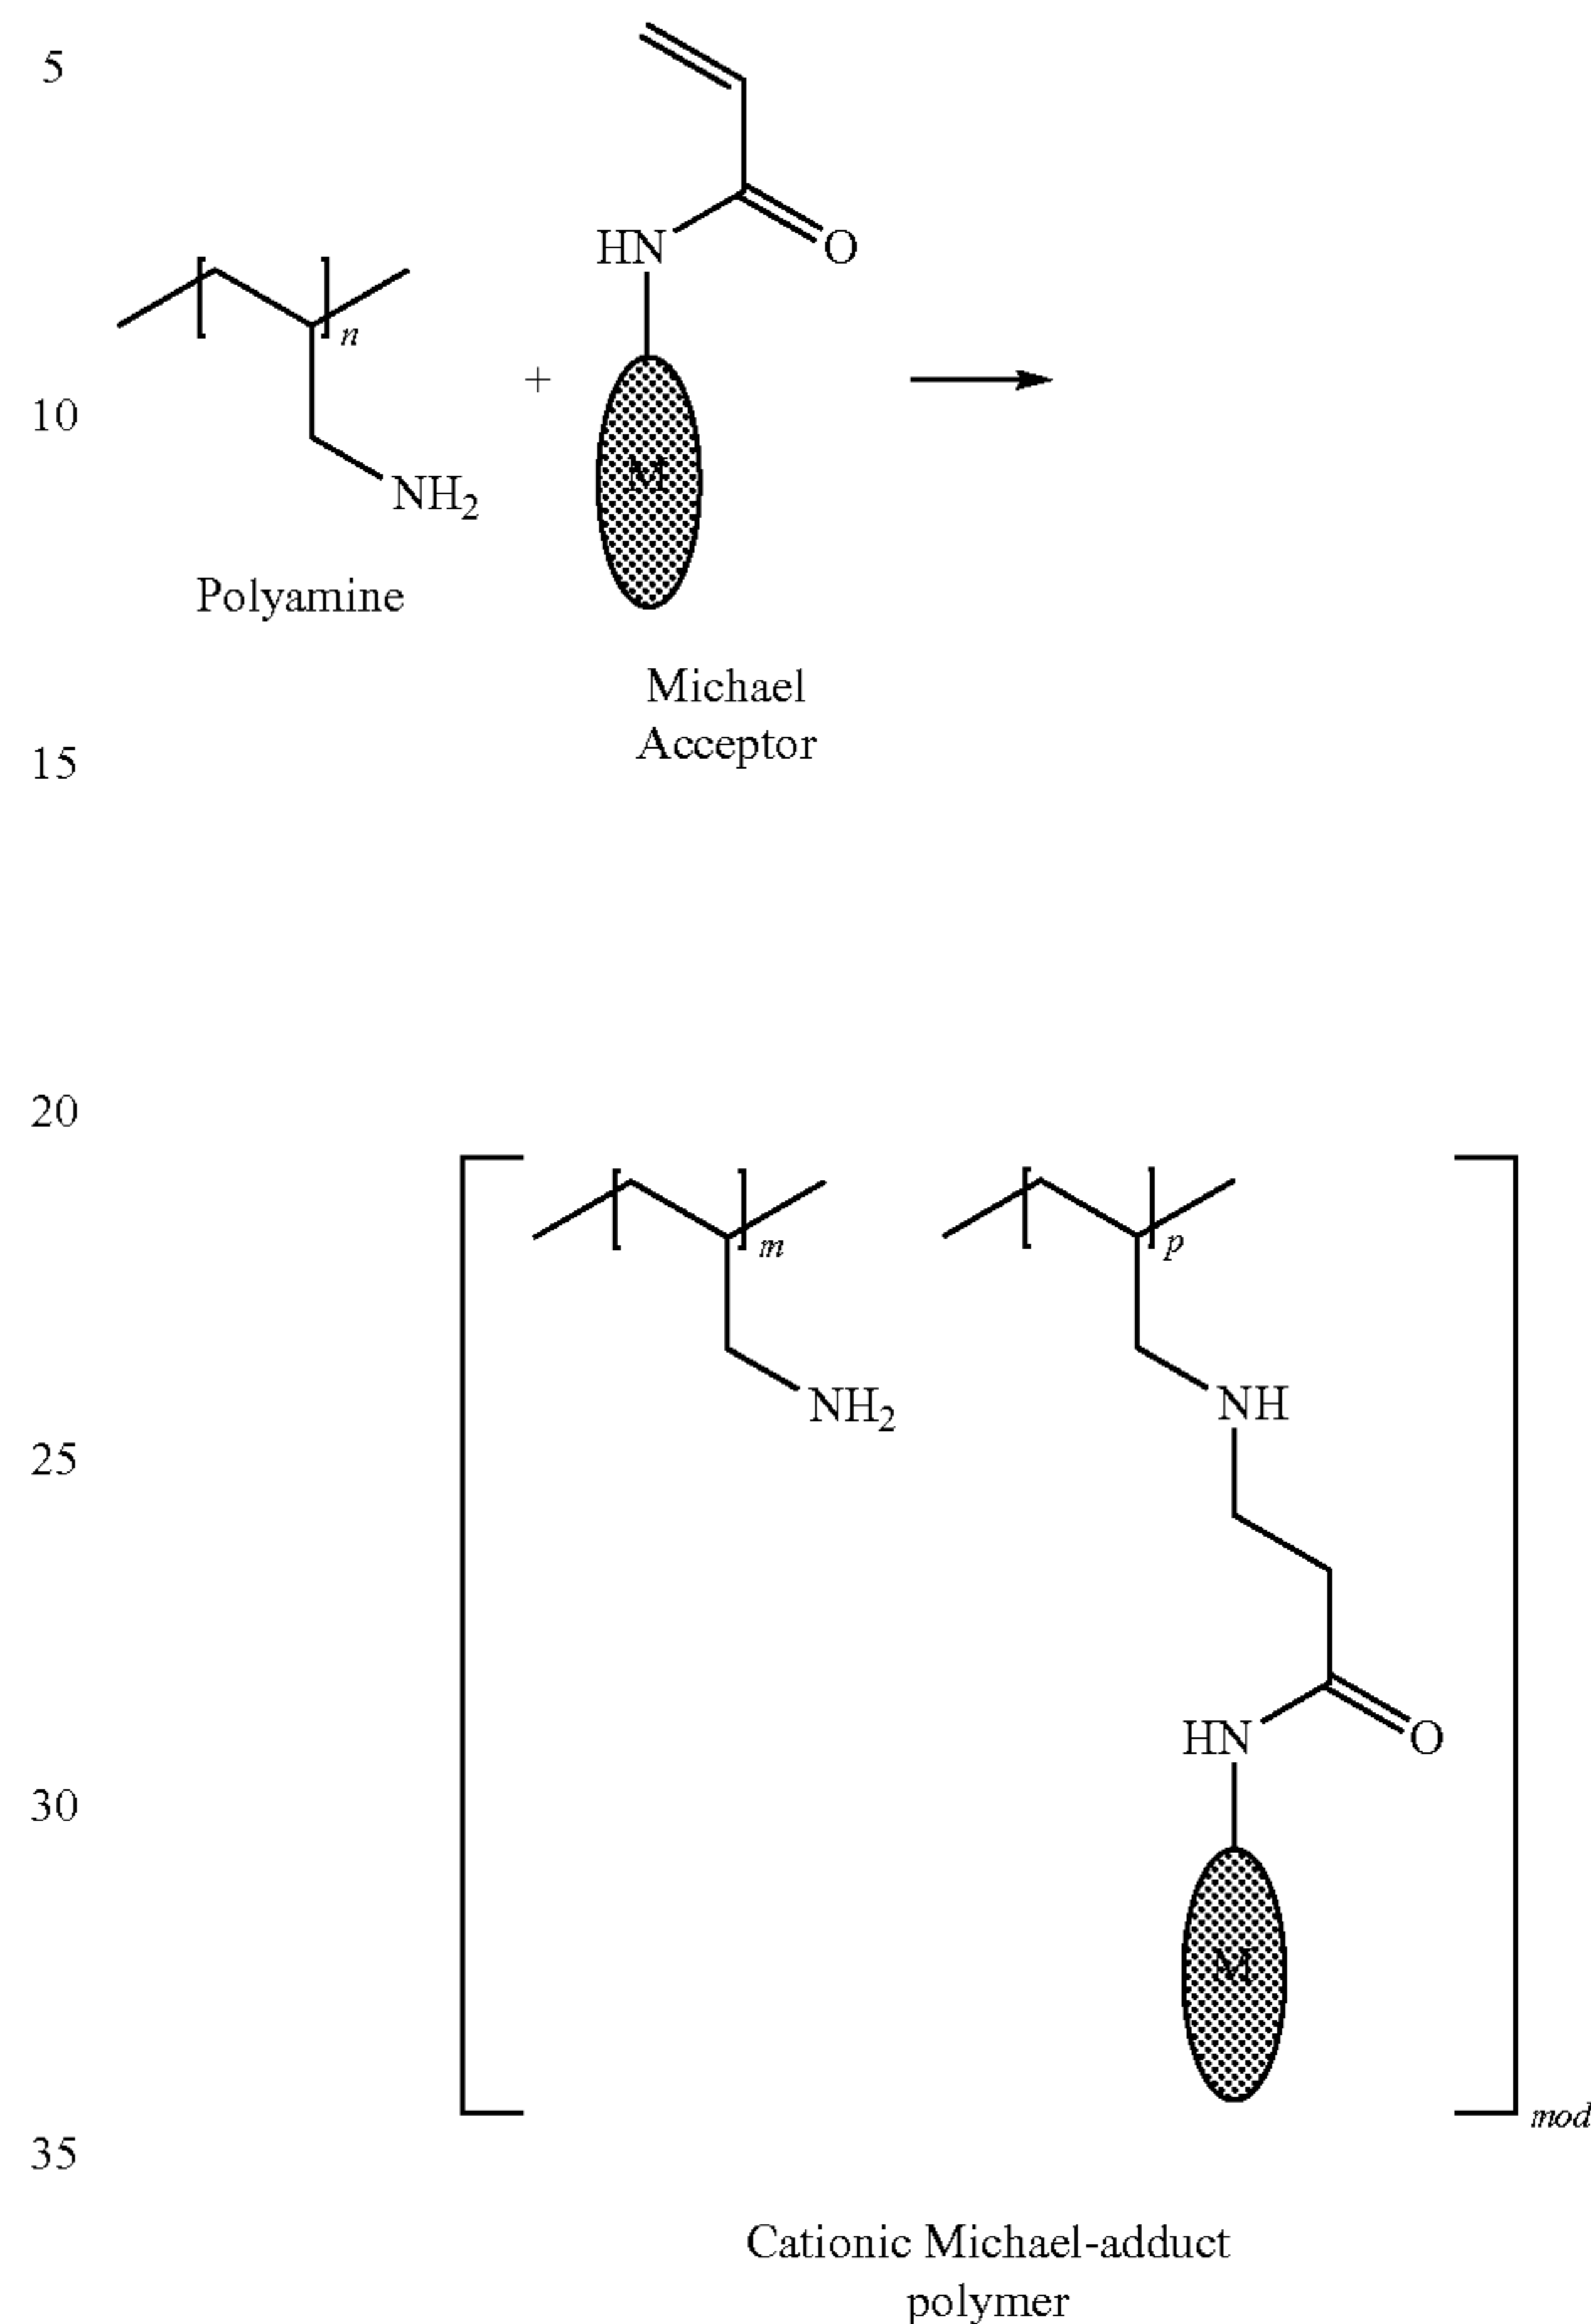 5
HN
O
n
NH2
+
M
10
Polyamine
Michael
Acceptor
15
20
m
p
NH2
NH
25
HN
O
30
M
mod
35
Cationic Michael-adduct
polymer